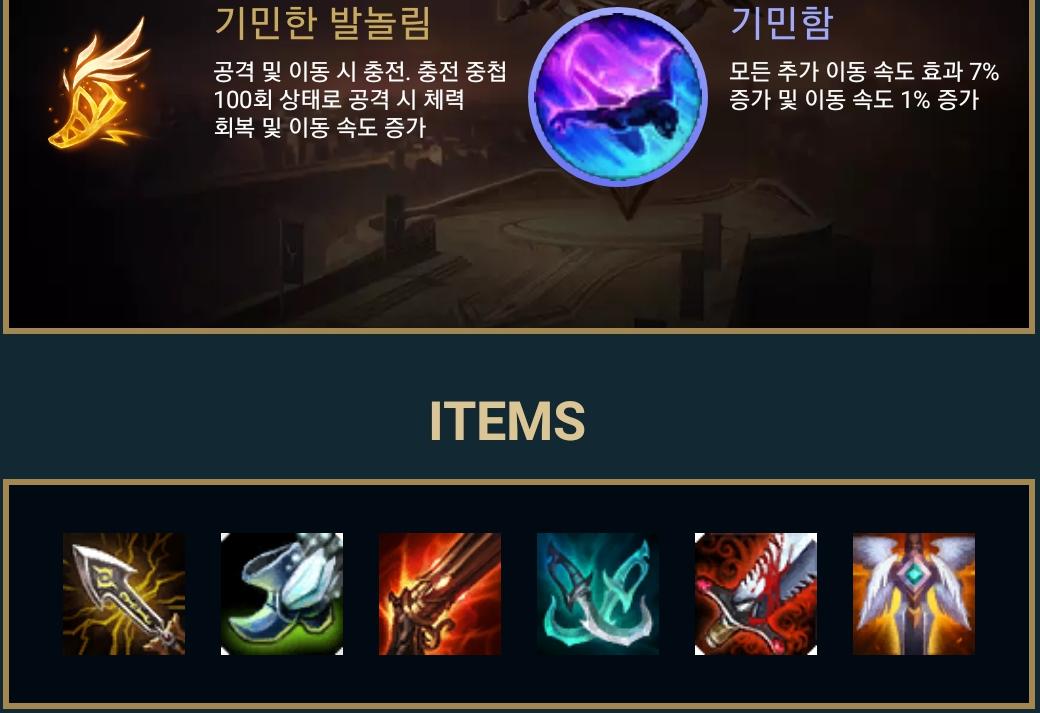 기민한 발놀림
공격 및 이동 시 충전. 충전 중첩
100회 상태로 공격 시 체력
회복 및 이동 속도 증가
기민함
모든 추가 이동 속도 효과 7%
증가 및 이동 속도 1% 증가
ITEMS